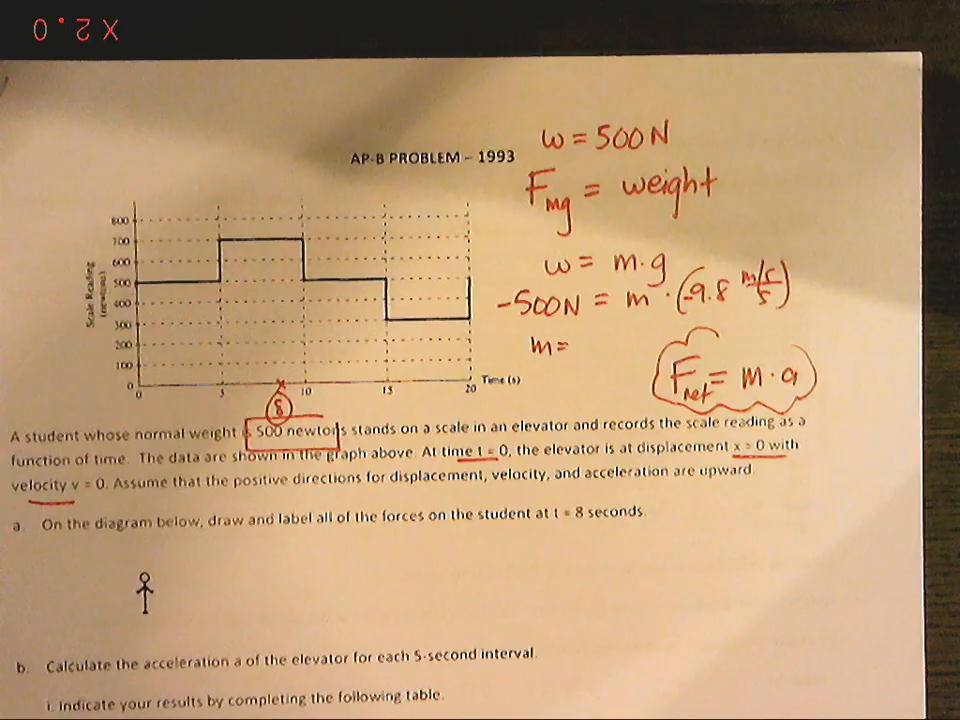 x 2.0
AP-B PROBLEM – 1993
w = 500N
Fmg = weight
w = m·g
-500N = m · (-9.8 m/s/s)
m =
Fnet = m·a
Scale Reading
(newtons)
800
700
600
500
400
300
200
100
0
0 5 10 15 20 Time (s)
8
A student whose normal weight is 500 newtons stands on a scale in an elevator and records the scale reading as a
function of time. The data are shown in the graph above. At time t = 0, the elevator is at displacement x = 0 with
velocity v = 0. Assume that the positive directions for displacement, velocity, and acceleration are upward.
a. On the diagram below, draw and label all of the forces on the student at t = 8 seconds.
b. Calculate the acceleration a of the elevator for each 5-second interval.
i. Indicate your results by completing the following table.